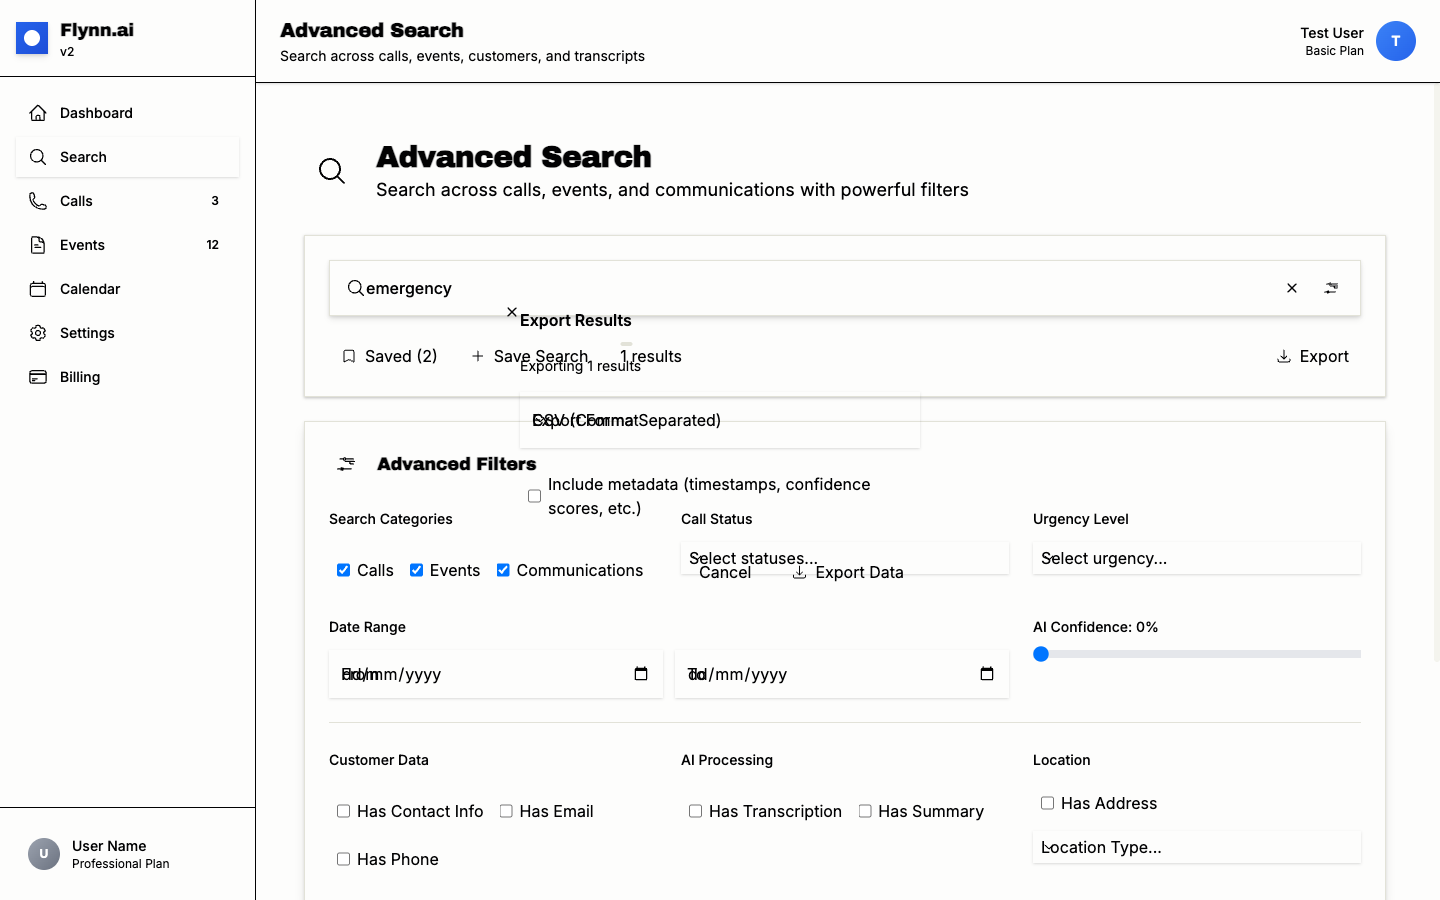 Flynn.ai
v2
Dashboard
Search
Calls 3
Events 12
Calendar
Settings
Billing
User Name
Professional Plan
U
Advanced Search
Search across calls, events, customers, and transcripts
Test User
Basic Plan
T
Advanced Search
Search across calls, events, and communications with powerful filters
emergency
Export Results
Saved (2) Save Search 1 results Export
Exporting 1 results
Export Format
CSV (Comma Separated)
Advanced Filters
Include metadata (timestamps, confidence
scores, etc.)
Search Categories Call Status Urgency Level
Calls Events Communications Select statuses... Select urgency...
Cancel Export Data
Date Range AI Confidence: 0%
From dd/mm/yyyy To dd/mm/yyyy
Customer Data AI Processing Location
Has Contact Info Has Email Has Transcription Has Summary Has Address
Has Phone Location Type...